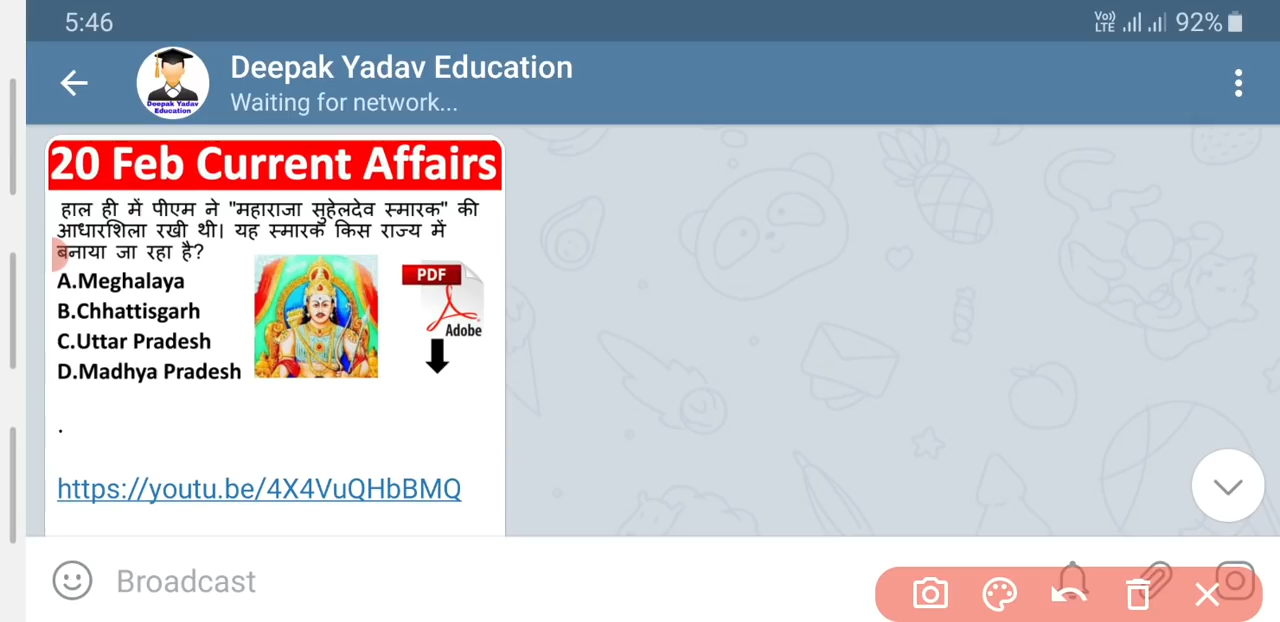 5:46
Vo)) LTE 92%
Deepak Yadav Education
Deepak Yadav
Education
Waiting for network...
20 Feb Current Affairs
हाल ही में पीएम ने "महाराजा सुहेलदेव स्मारक" की
आधारशिला रखी थी। यह स्मारक किस राज्य में
बनाया जा रहा है?
A.Meghalaya
B.Chhattisgarh
C.Uttar Pradesh
D.Madhya Pradesh
PDF
Adobe
.
https://youtu.be/4X4VuQHbBMQ
Broadcast